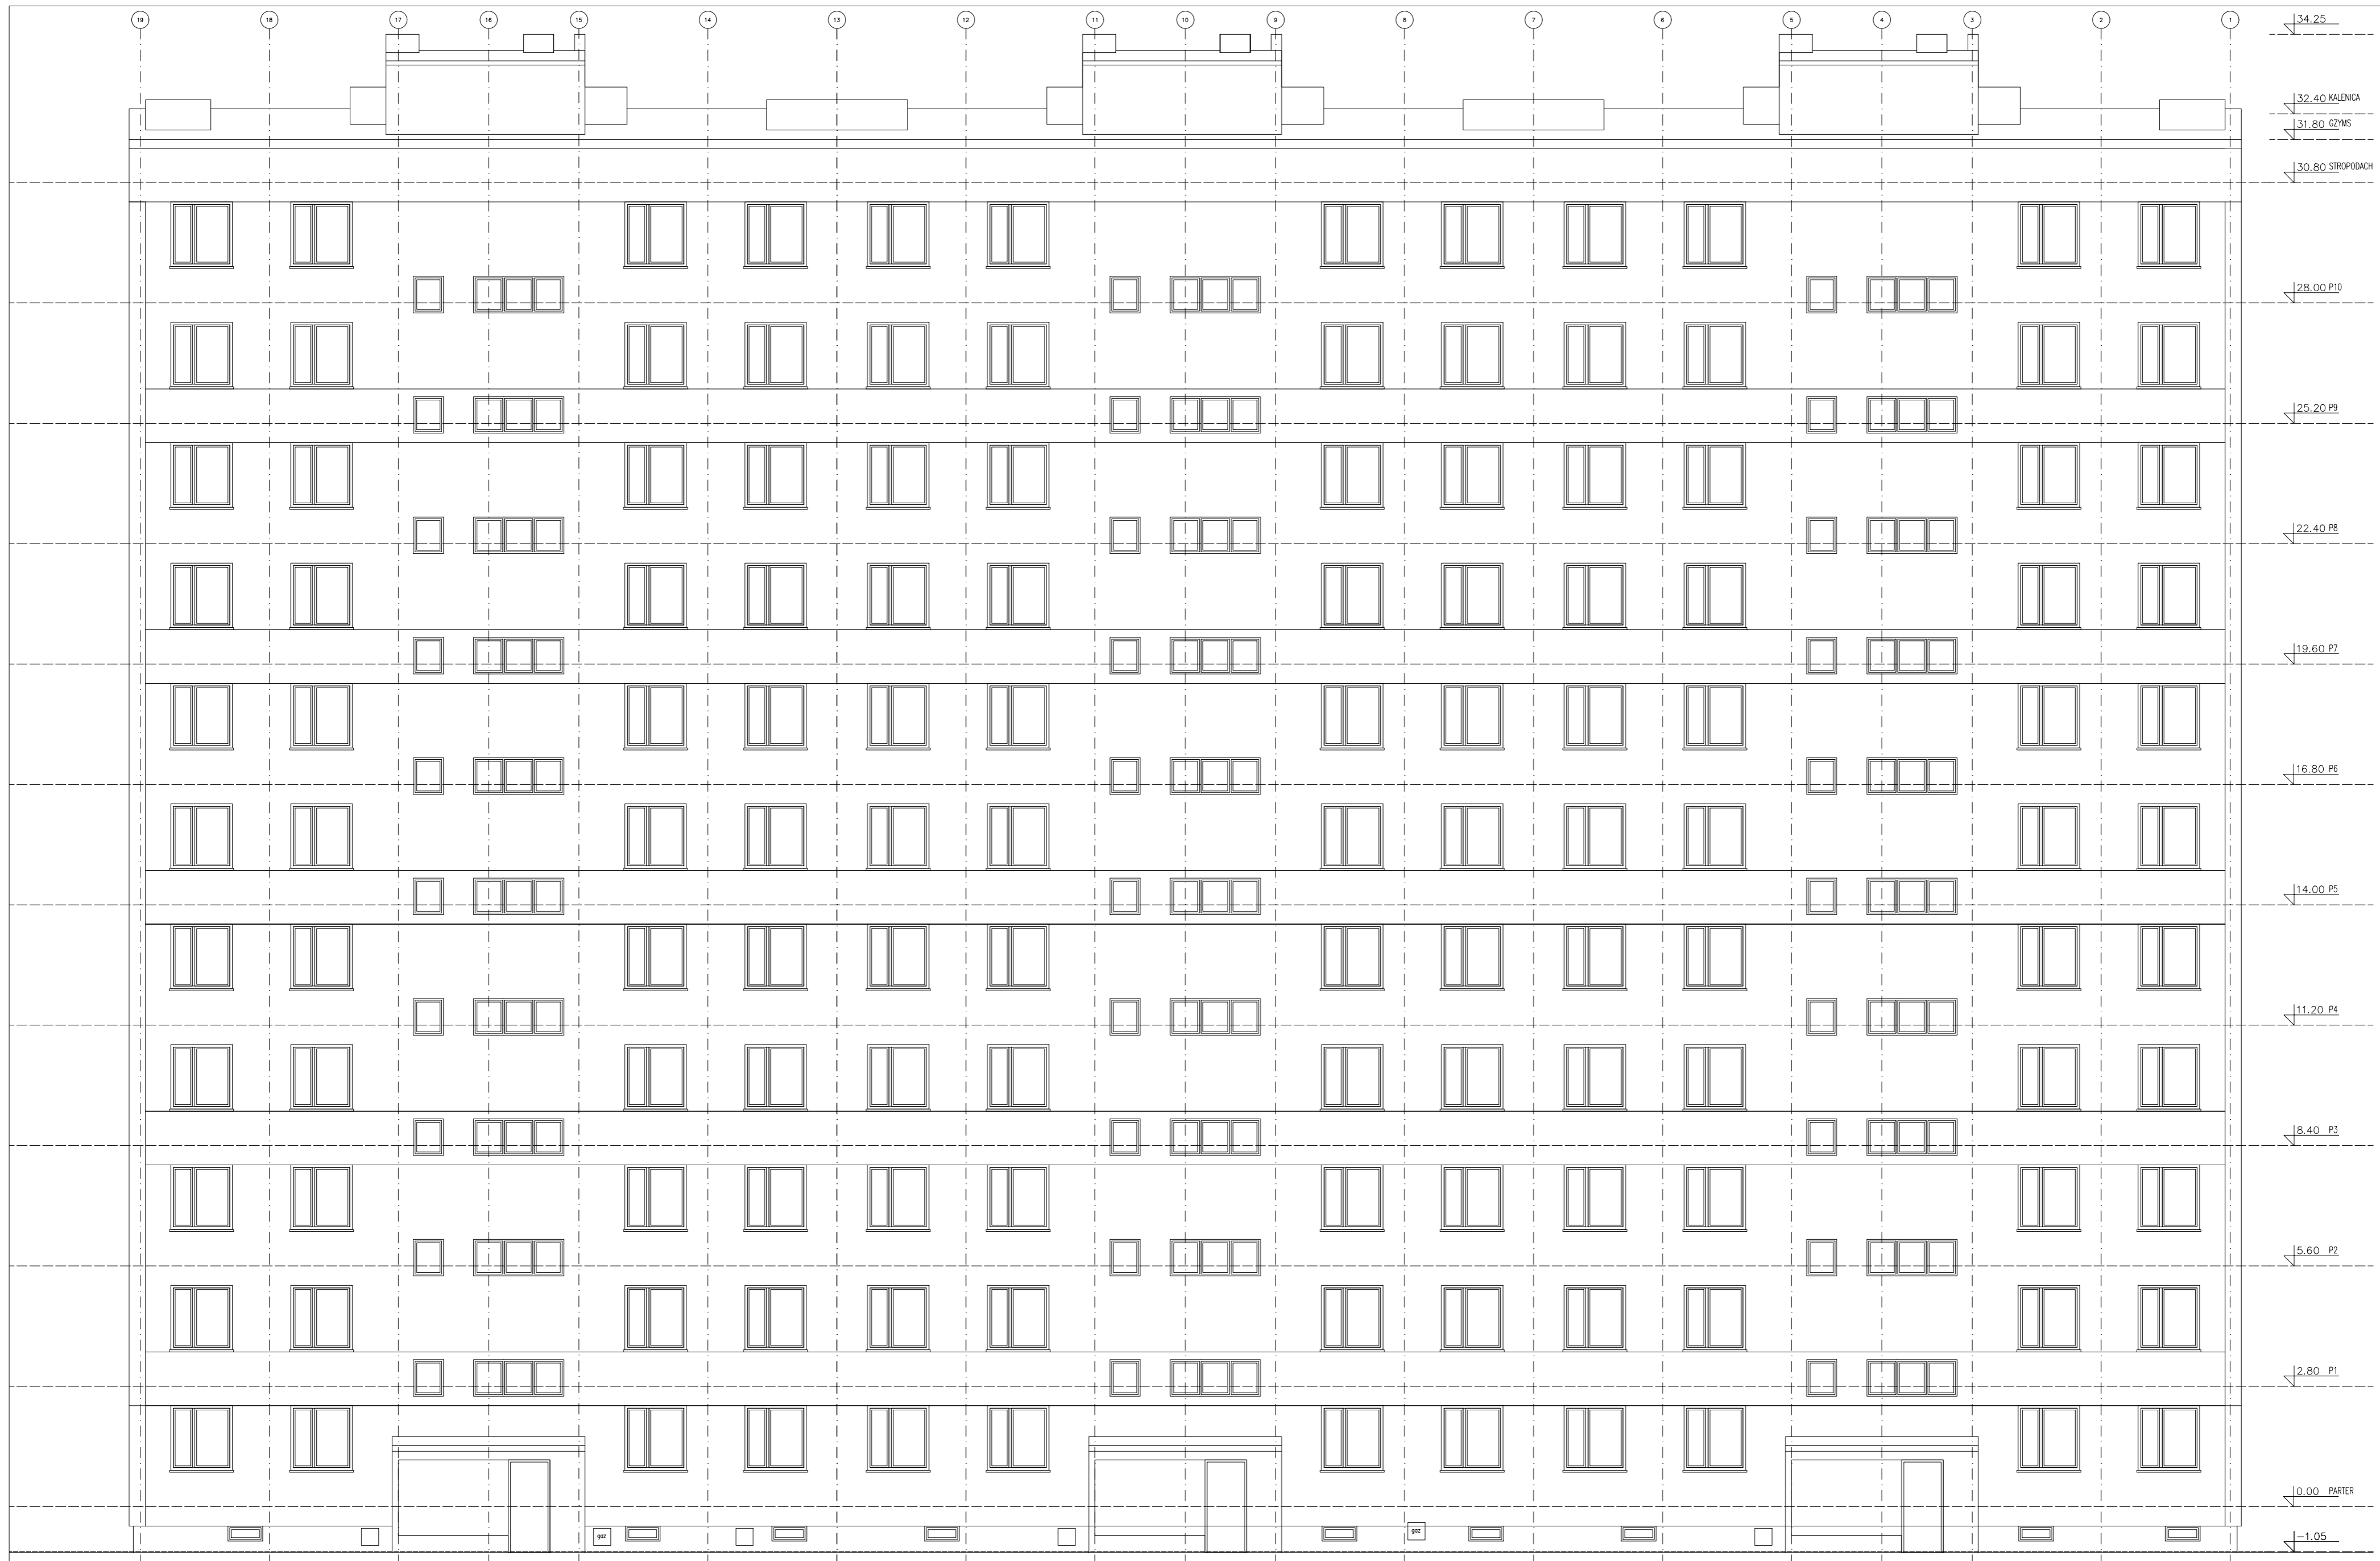 19 18 17 16 15 14 13 12 11 10 9 8 7 6 5 4 3 2 1
34.25
32.40 KALENICA
31.80 GZYMS
30.80 STROPODACH
28.00 P10
25.20 P9
22.40 P8
19.60 P7
16.80 P6
14.00 P5
11.20 P4
8.40 P3
5.60 P2
2.80 P1
0.00 PARTER
gaz
gaz
-1.05